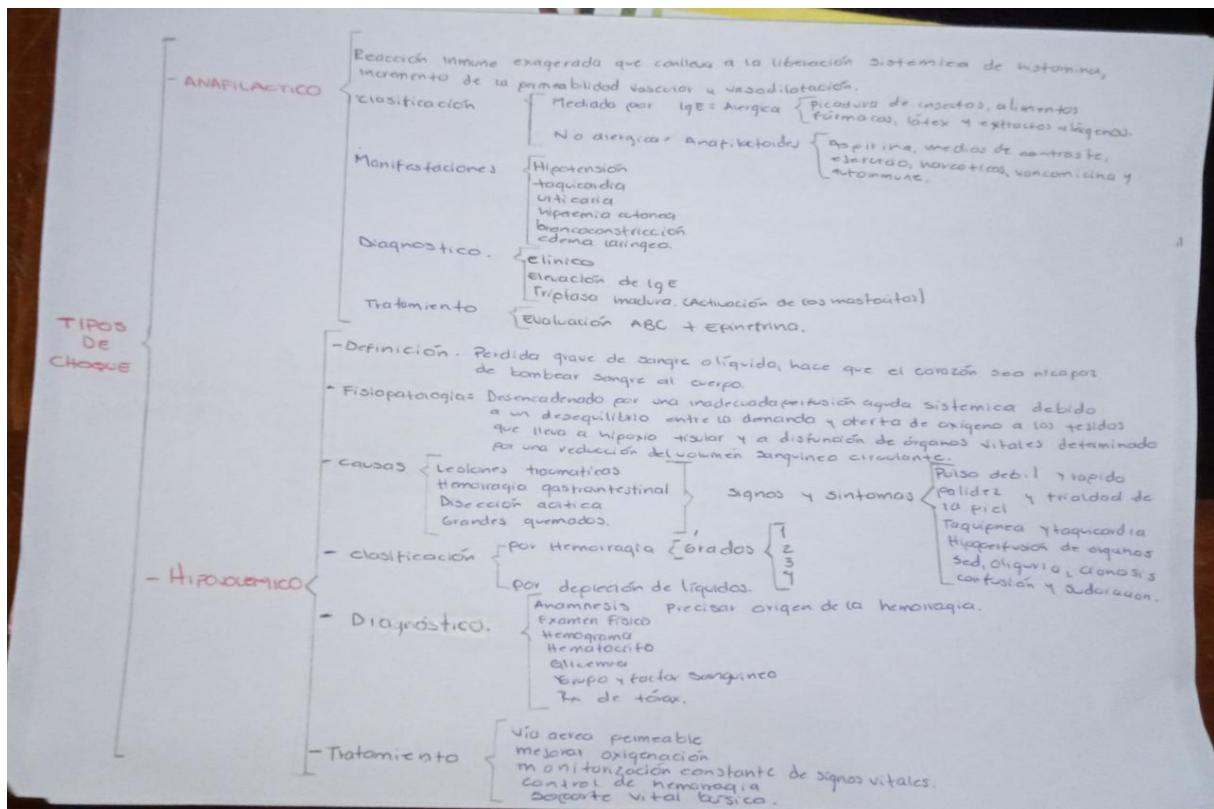 TIPOS
DE
CHOQUE
- ANAFILACTICO
Reacción inmune exagerada que conlleva a la liberación sistemica de histamina,
incremento de la permeabilidad vascular y vasodilatación.
Clasificación
Mediado por IgE = Alergica
Picadura de insectos, alimentos
Fármacos, látex y extractos alérgenos.
No alergica = Anafilactoides
Aspirina, medios de contraste,
ejercicio, narcoticos, vancomicina y
autoinmune.
Manifestaciones
Hipotensión
taquicardia
urticaria
hiperemia cutanea
broncoconstricción
edema laringeo.
Diagnostico.
clinico
Elevación de IgE
Triptasa madura. (Activación de los mastocitos)
Tratamiento
Evaluación ABC + Epinefrina.
- HIPOVOLEMICO
- Definición. Perdida grave de sangre o líquido, hace que el corazón sea incapaz
de bombear sangre al cuerpo.
- Fisiopatologia= Desencadenado por una inadecuada perfusión aguda sistemica debido
a un desequilibrio entre la demanda y oferta de oxígeno a los tejidos
que lleva a hipoxia tisular y a disfunción de órganos vitales determinado
por una reducción del volumen sanguineo circulante.
- Causas
Lesiones traumaticas
Hemorragia gastrointestinal
Disección aórtica
Grandes quemados.
signos y sintomas
Pulso debil y rapido
palidez y frialdad de
la piel
Taquipnea y taquicardia
Hipoperfusión de organos
sed, oliguria, cianosis
confusión y sudoracion.
- Clasificación
Por Hemorragia
Grados
1
2
3
4
por depleción de líquidos.
- Diagnóstico.
Anamnesis Precisar origen de la hemorragia.
Examen Físico
Hemograma
Hematocrito
Glicemia
Grupo y factor sanguineo
Rx de tórax.
- Tratamiento
Vía aerea permeable
mejorar oxigenación
monitorización constante de signos vitales.
control de hemorragia
Soporte vital básico.